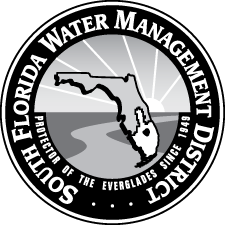 SOUTH FLORIDA WATER MANAGEMENT DISTRICT
PROTECTOR OF THE EVERGLADES SINCE 1949